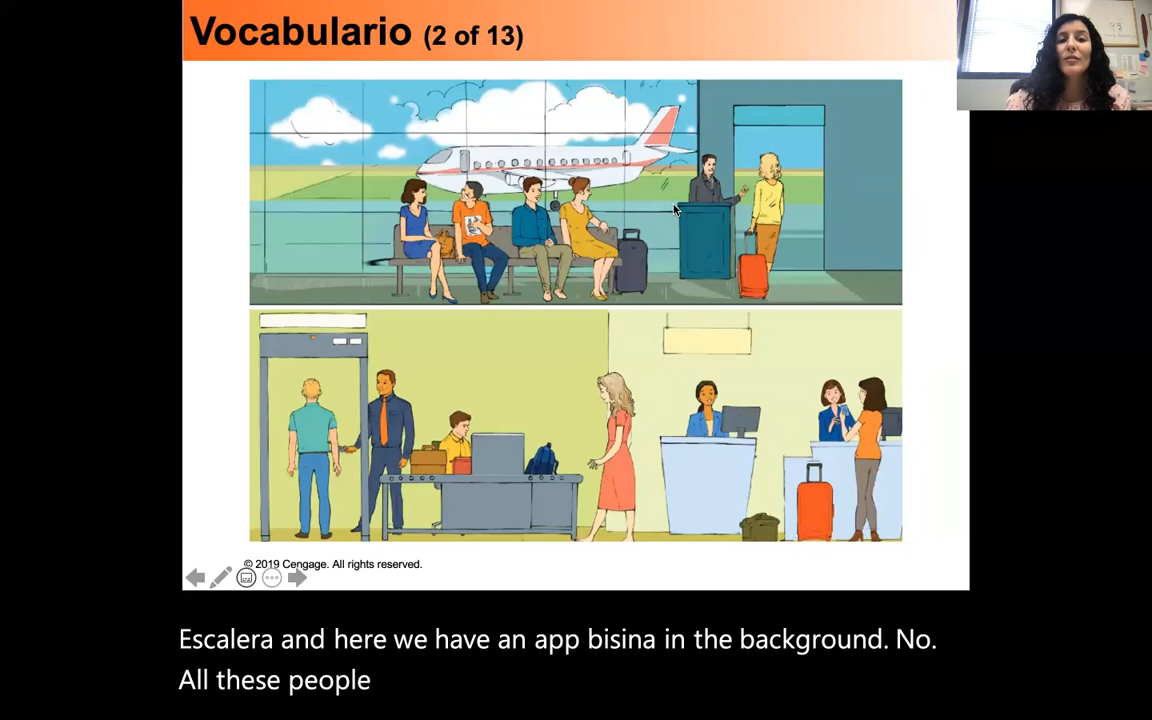 Vocabulario (2 of 13)
© 2019 Cengage. All rights reserved.
Escalera and here we have an app bisina in the background. No.
All these people